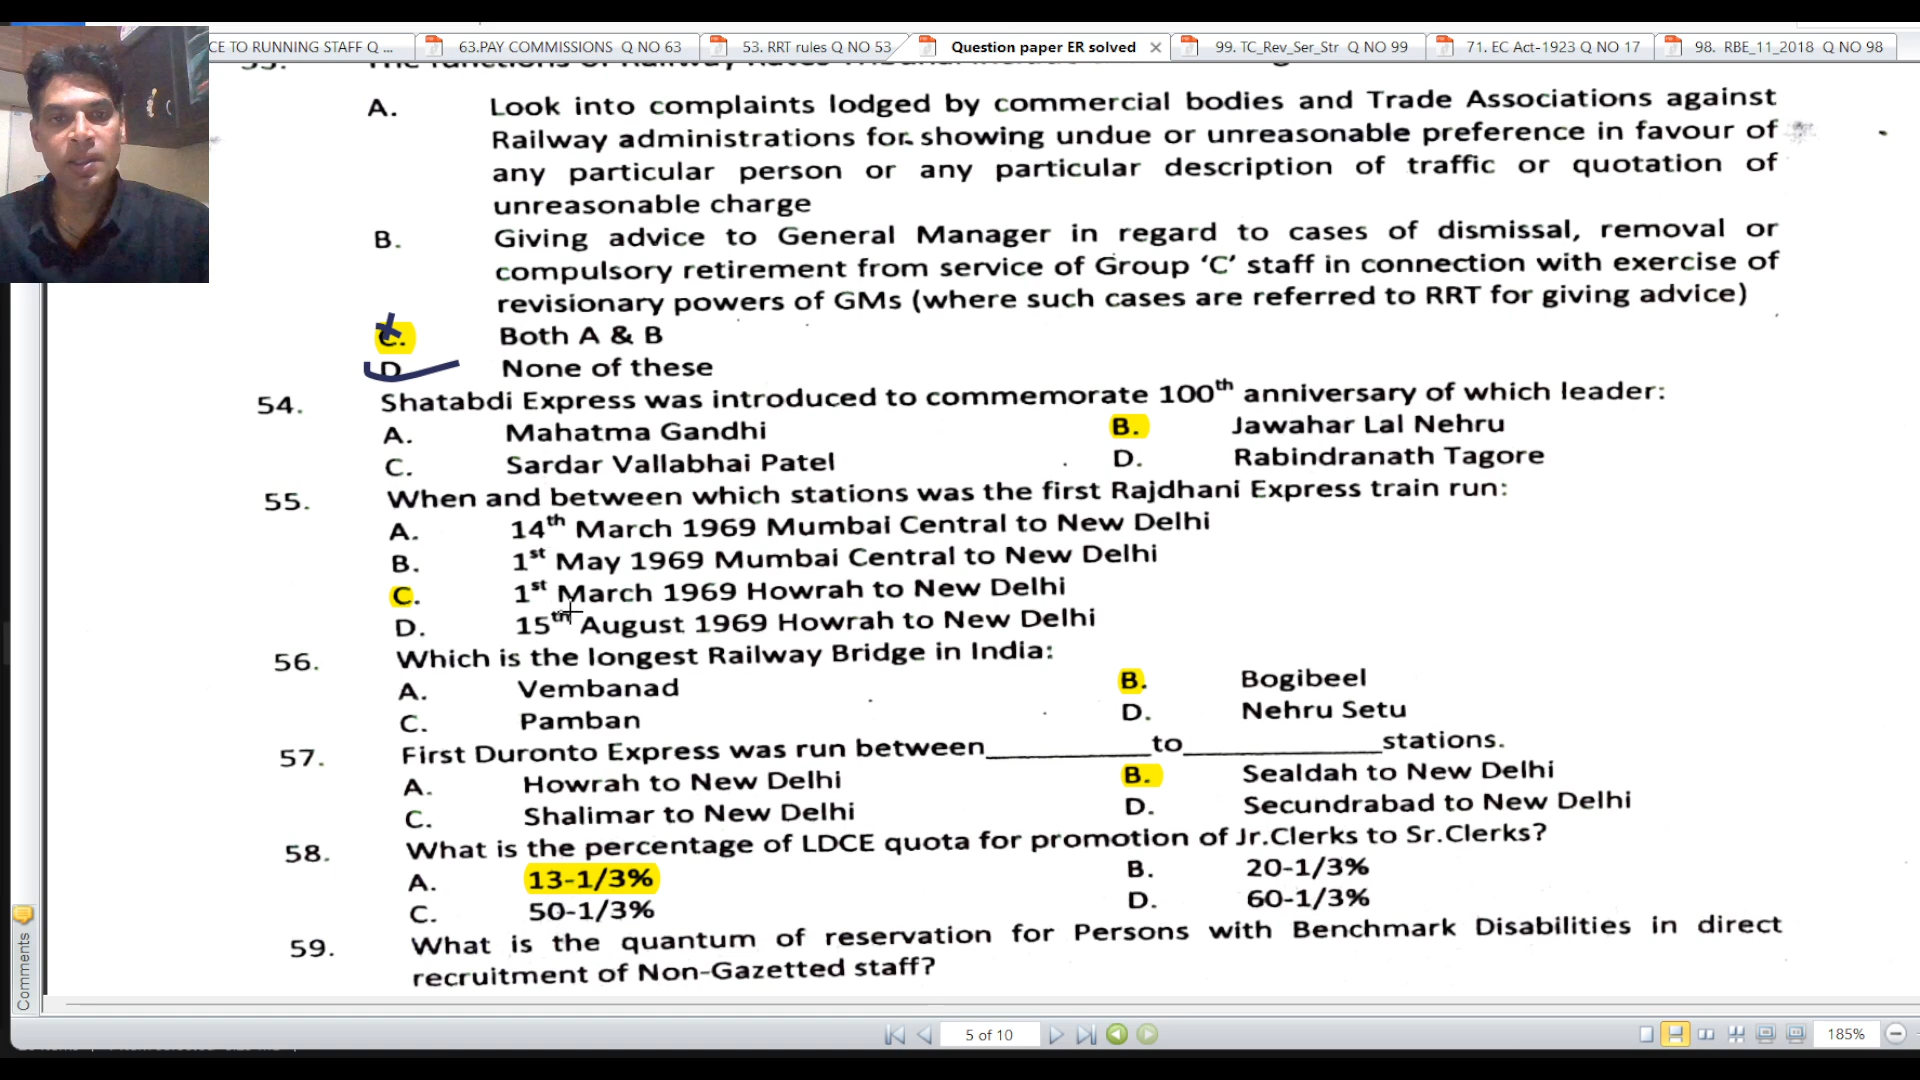 CE TO RUNNING STAFF Q ...
63.PAY COMMISSIONS Q NO 63
53. RRT rules Q NO 53
Question paper ER solved
99. TC_Rev_Ser_Str Q NO 99
71. EC Act-1923 Q NO 17
98. RBE_11_2018 Q NO 98
A. Look into complaints lodged by commercial bodies and Trade Associations against
Railway administrations for showing undue or unreasonable preference in favour of
any particular person or any particular description of traffic or quotation of
unreasonable charge
B. Giving advice to General Manager in regard to cases of dismissal, removal or
compulsory retirement from service of Group ‘C’ staff in connection with exercise of
revisionary powers of GMs (where such cases are referred to RRT for giving advice)
C. Both A & B
D. None of these
54. Shatabdi Express was introduced to commemorate 100th anniversary of which leader:
A. Mahatma Gandhi B. Jawahar Lal Nehru
C. Sardar Vallabhai Patel D. Rabindranath Tagore
55. When and between which stations was the first Rajdhani Express train run:
A. 14th March 1969 Mumbai Central to New Delhi
B. 1st May 1969 Mumbai Central to New Delhi
C. 1st March 1969 Howrah to New Delhi
D. 15th August 1969 Howrah to New Delhi
56. Which is the longest Railway Bridge in India:
A. Vembanad B. Bogibeel
C. Pamban D. Nehru Setu
57. First Duronto Express was run between___________to_____________stations.
A. Howrah to New Delhi B. Sealdah to New Delhi
C. Shalimar to New Delhi D. Secundrabad to New Delhi
58. What is the percentage of LDCE quota for promotion of Jr.Clerks to Sr.Clerks?
A. 13-1/3% B. 20-1/3%
C. 50-1/3% D. 60-1/3%
59. What is the quantum of reservation for Persons with Benchmark Disabilities in direct
recruitment of Non-Gazetted staff?
Comments
5 of 10
185%